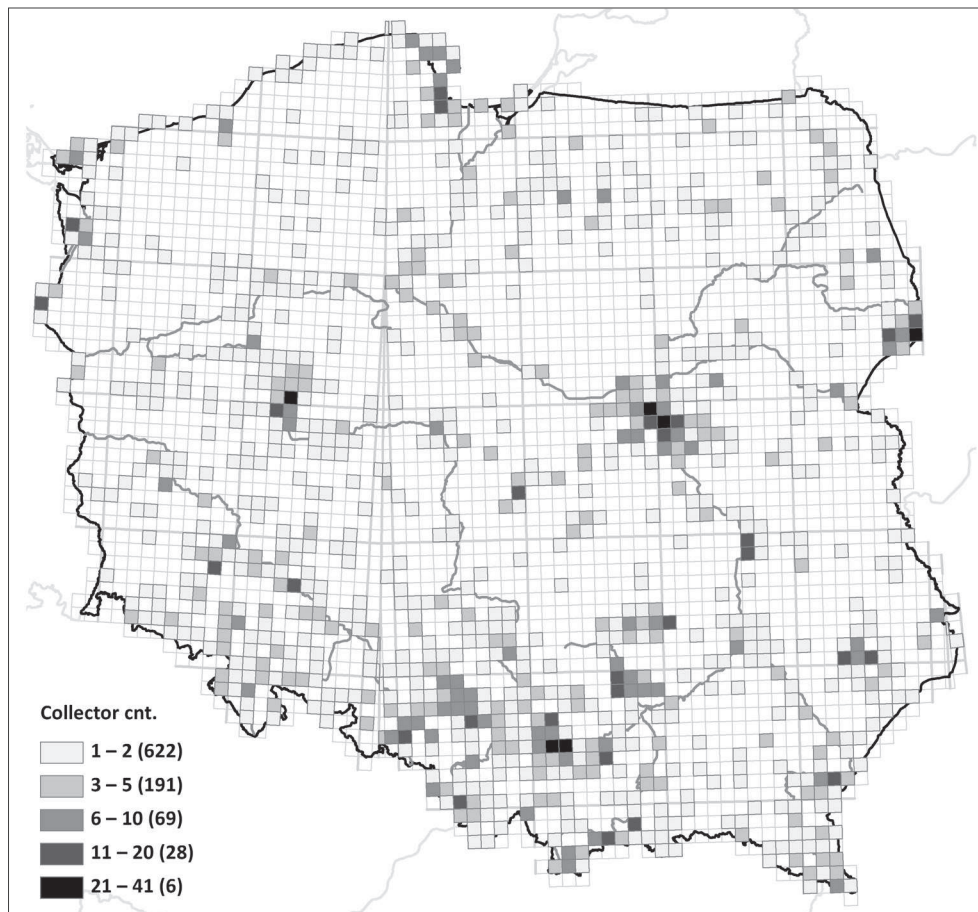 Collector cnt.
1 – 2 (622)
3 – 5 (191)
6 – 10 (69)
11 – 20 (28)
21 – 41 (6)